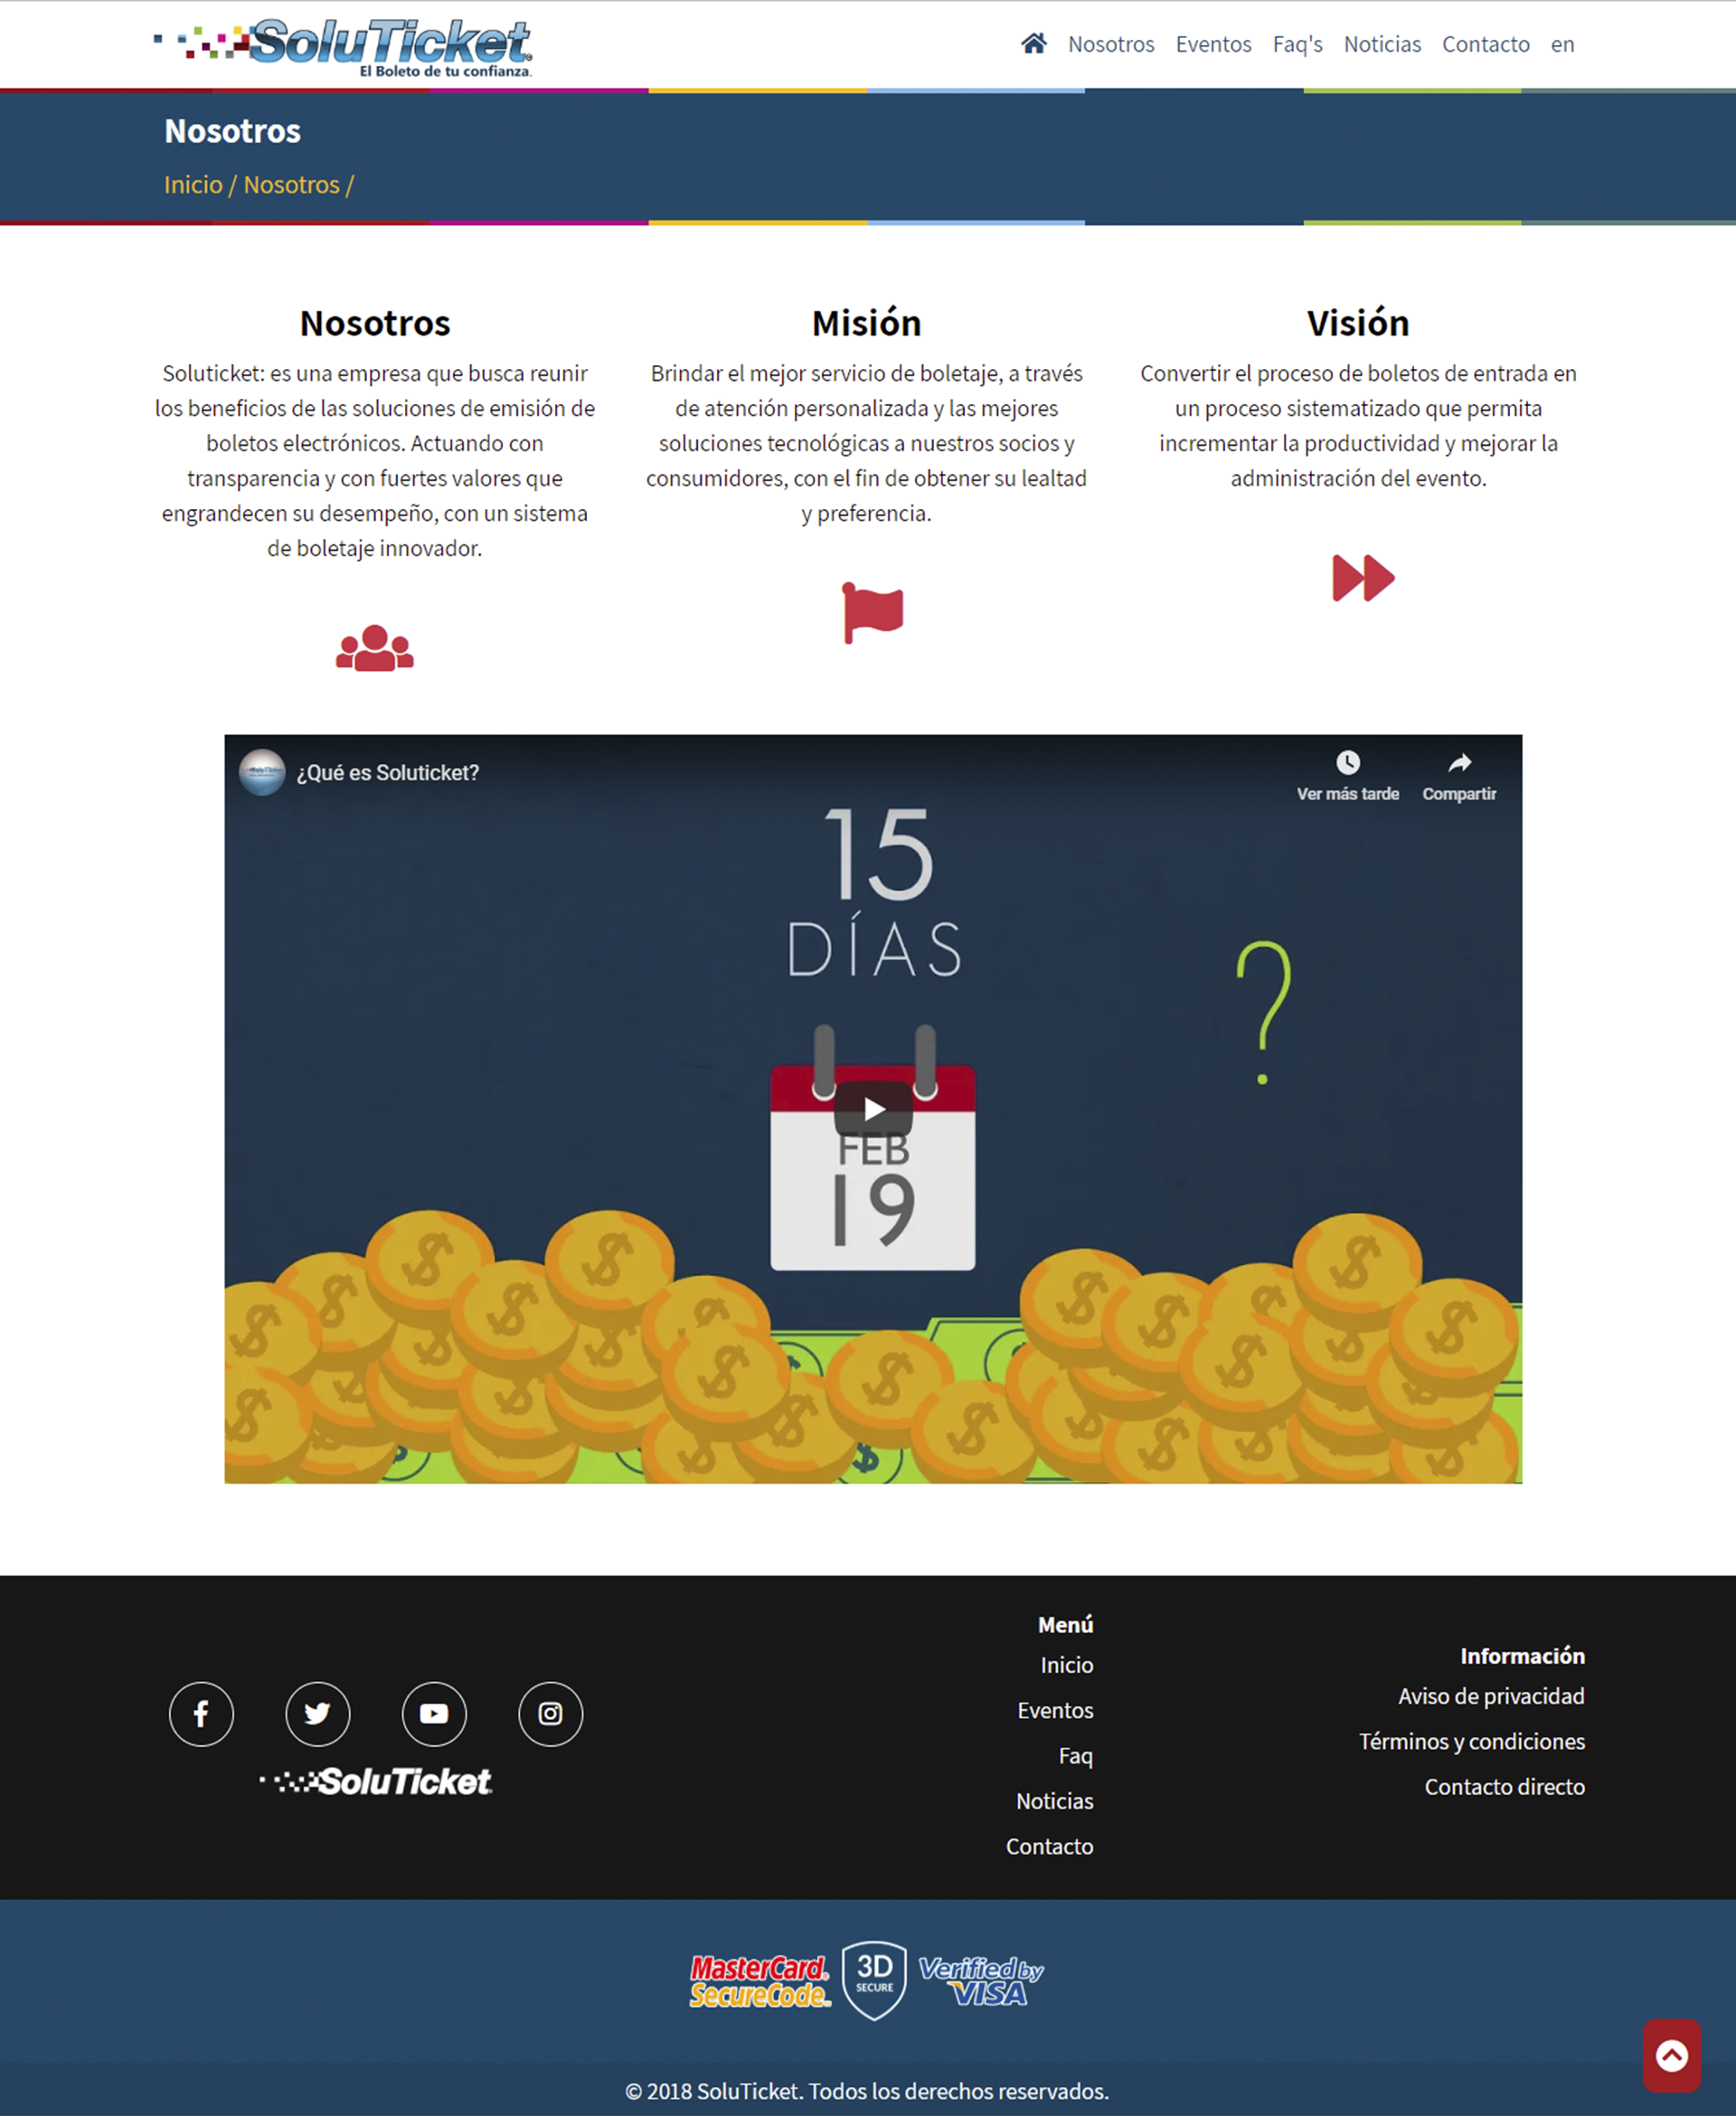 SoluTicket
El Boleto de tu confianza.
Nosotros Eventos Faq's Noticias Contacto en
Nosotros
Inicio / Nosotros /
Nosotros
Soluticket: es una empresa que busca reunir
los beneficios de las soluciones de emisión de
boletos electrónicos. Actuando con
transparencia y con fuertes valores que
engrandecen su desempeño, con un sistema
de boletaje innovador.
Misión
Brindar el mejor servicio de boletaje, a través
de atención personalizada y las mejores
soluciones tecnológicas a nuestros socios y
consumidores, con el fin de obtener su lealtad
y preferencia.
Visión
Convertir el proceso de boletos de entrada en
un proceso sistematizado que permita
incrementar la productividad y mejorar la
administración del evento.
¿Qué es Soluticket?
Ver más tarde
Compartir
15
DÍAS
?
FEB
19
SoluTicket
Menú
Inicio
Eventos
Faq
Noticias
Contacto
Información
Aviso de privacidad
Términos y condiciones
Contacto directo
MasterCard.
SecureCode.
3D
SECURE
Verified by
VISA
© 2018 SoluTicket. Todos los derechos reservados.